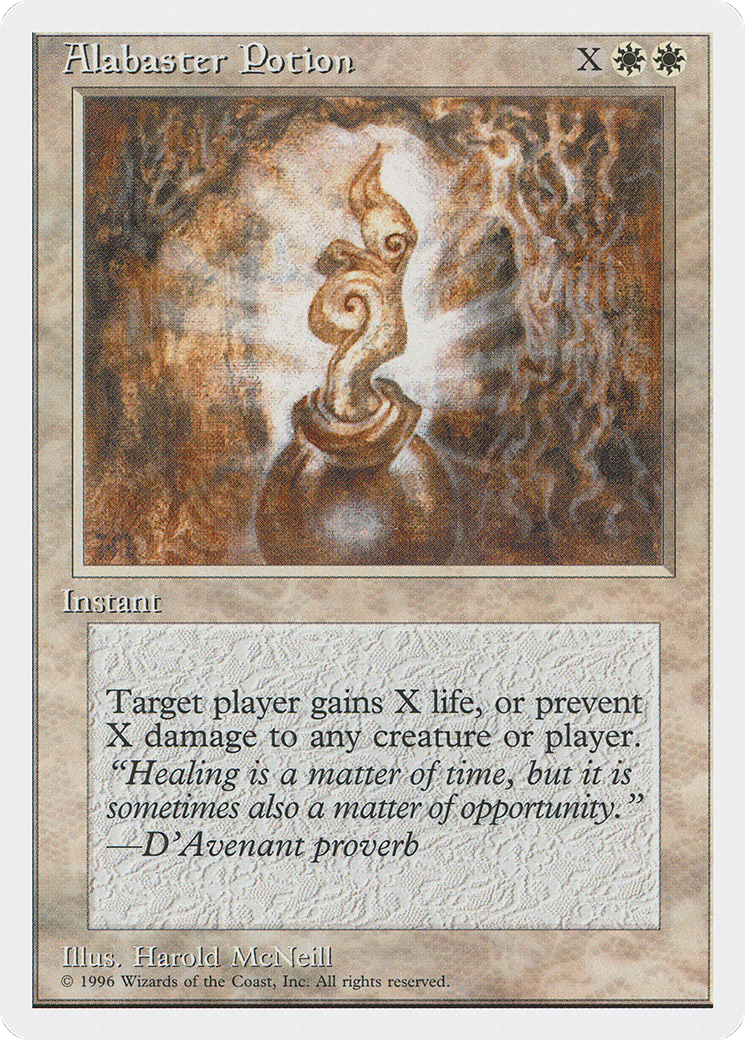 Alabaster Potion
X
Instant
Target player gains X life, or prevent
X damage to any creature or player.
“Healing is a matter of time, but it is
sometimes also a matter of opportunity.”
—D’Avenant proverb
Illus. Harold McNeill
© 1996 Wizards of the Coast, Inc. All rights reserved.